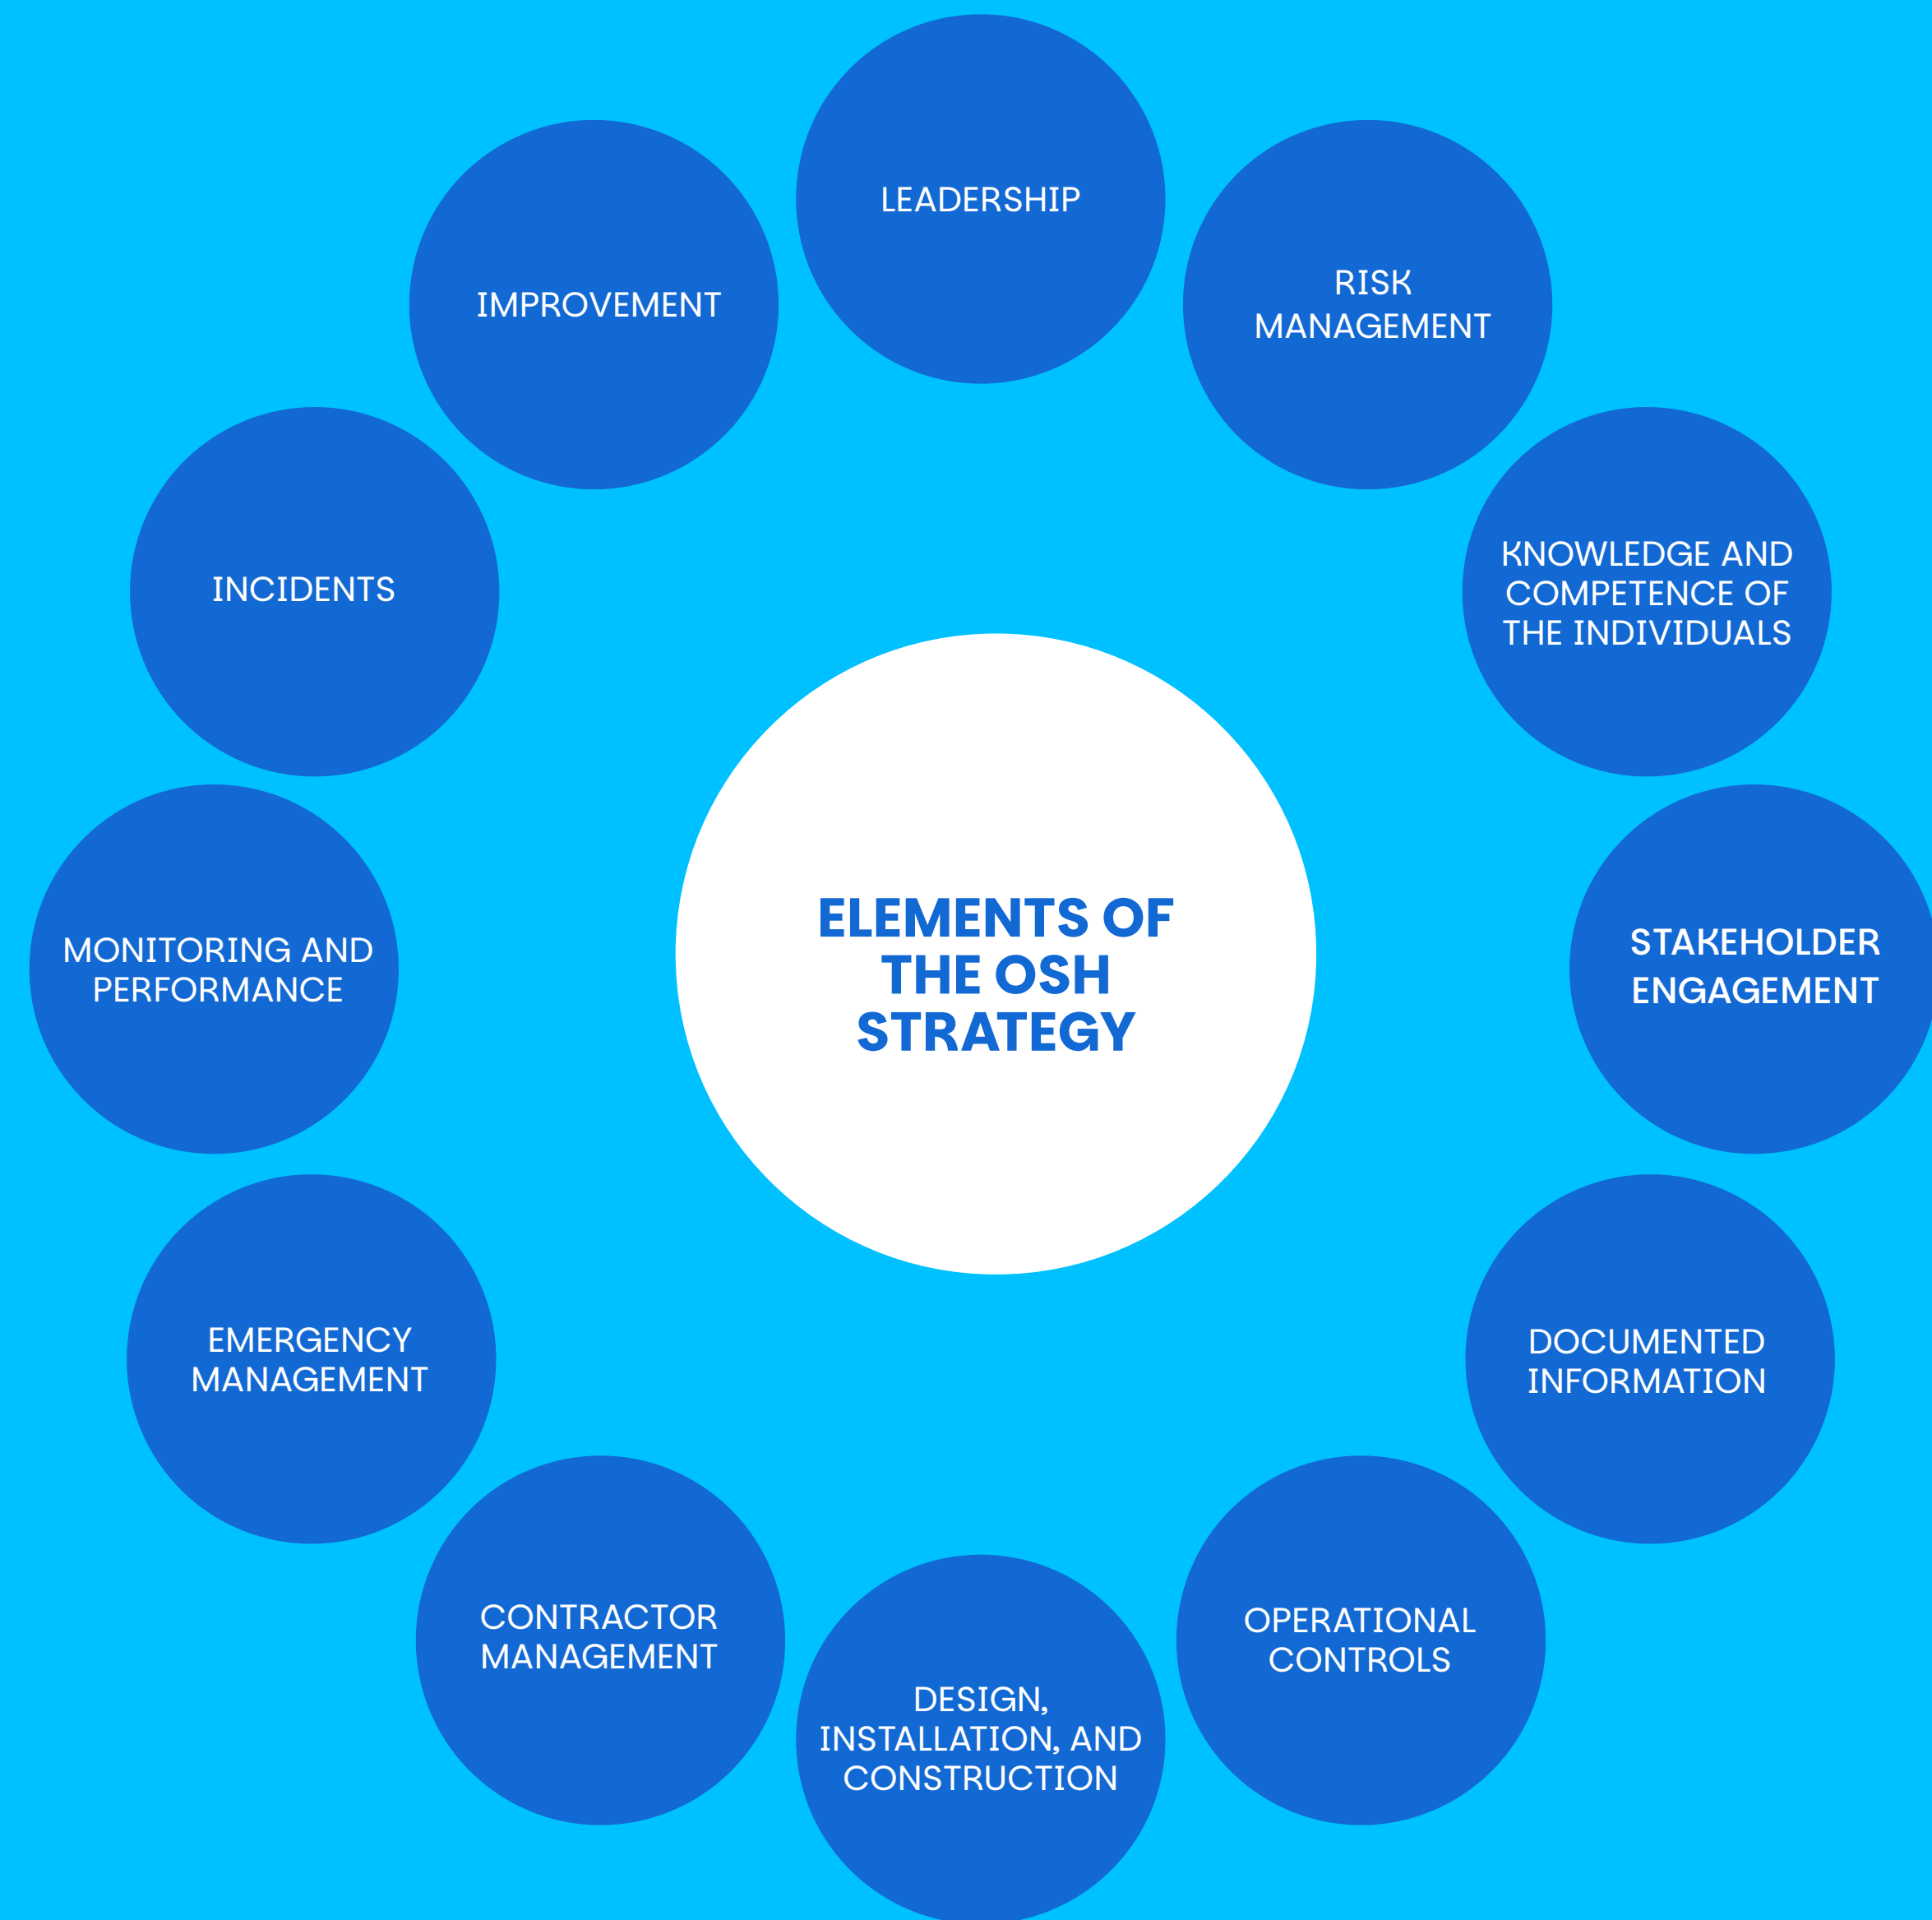 LEADERSHIP
RISK
MANAGEMENT
KNOWLEDGE AND
COMPETENCE OF
THE INDIVIDUALS
STAKEHOLDER
ENGAGEMENT
DOCUMENTED
INFORMATION
OPERATIONAL
CONTROLS
DESIGN,
INSTALLATION, AND
CONSTRUCTION
CONTRACTOR
MANAGEMENT
EMERGENCY
MANAGEMENT
MONITORING AND
PERFORMANCE
INCIDENTS
IMPROVEMENT
ELEMENTS OF
THE OSH
STRATEGY